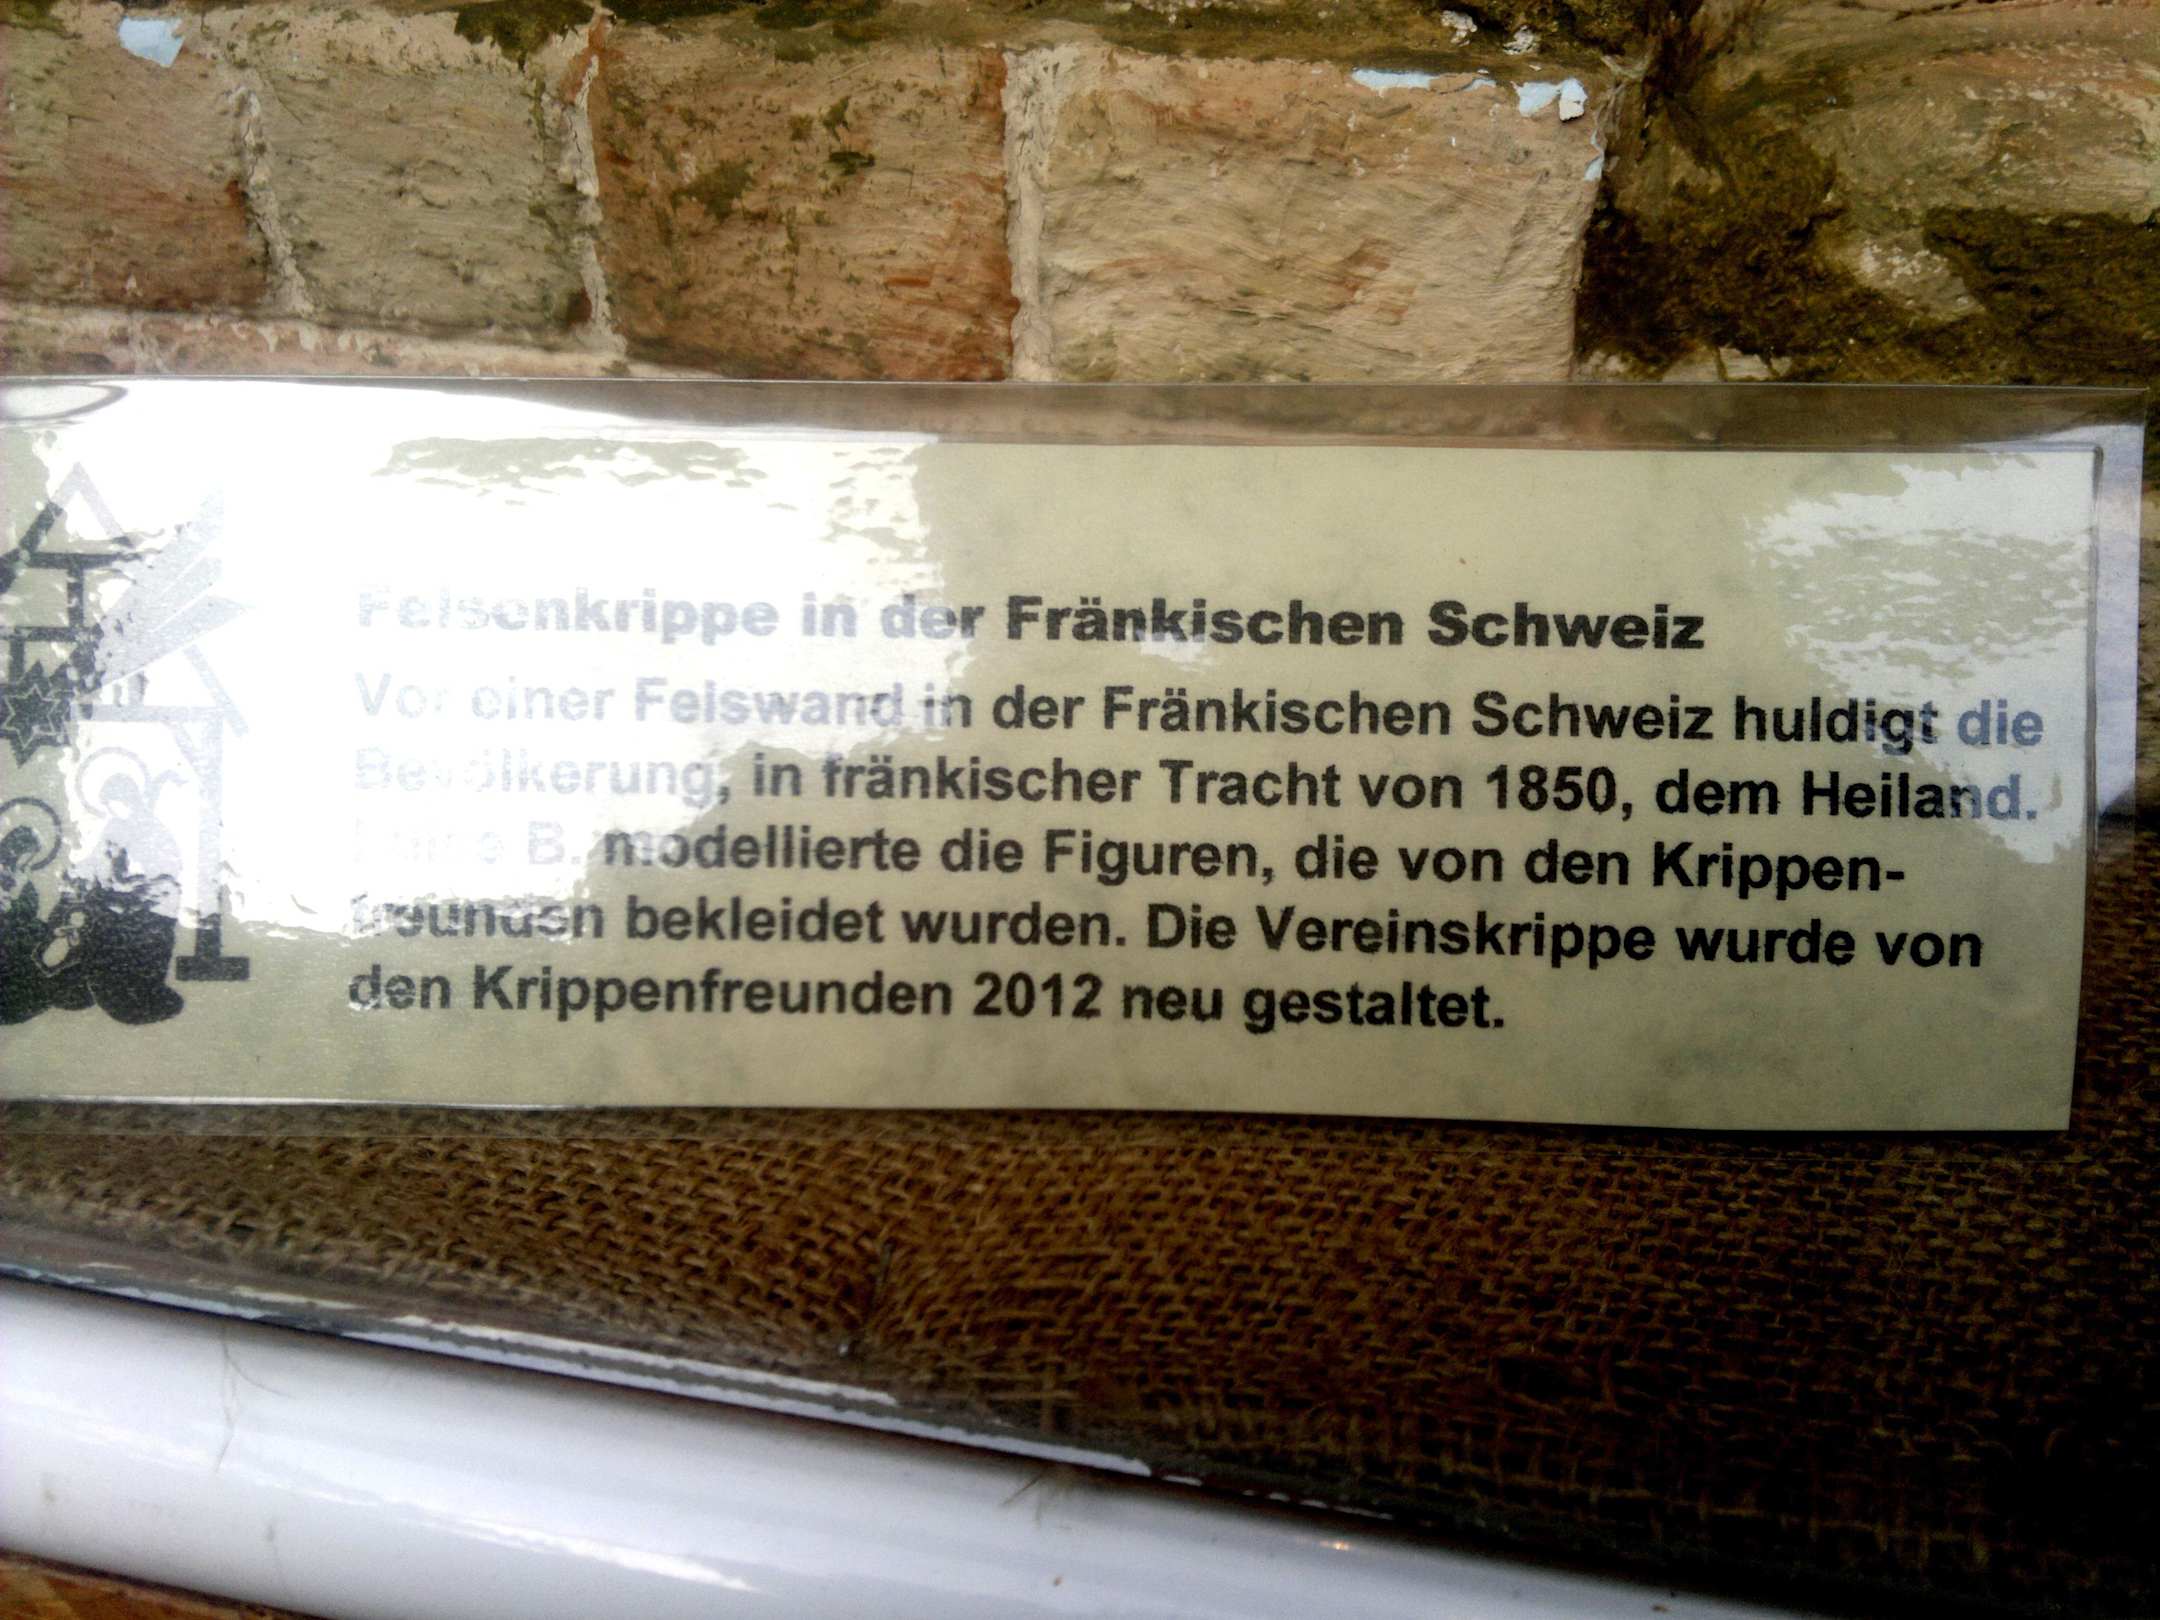 Felsenkrippe in der Fränkischen Schweiz
Vor einer Felswand in der Fränkischen Schweiz huldigt die
Bevölkerung, in fränkischer Tracht von 1850, dem Heiland.
B. modellierte die Figuren, die von den Krippen-
freunden bekleidet wurden. Die Vereinskrippe wurde von
den Krippenfreunden 2012 neu gestaltet.